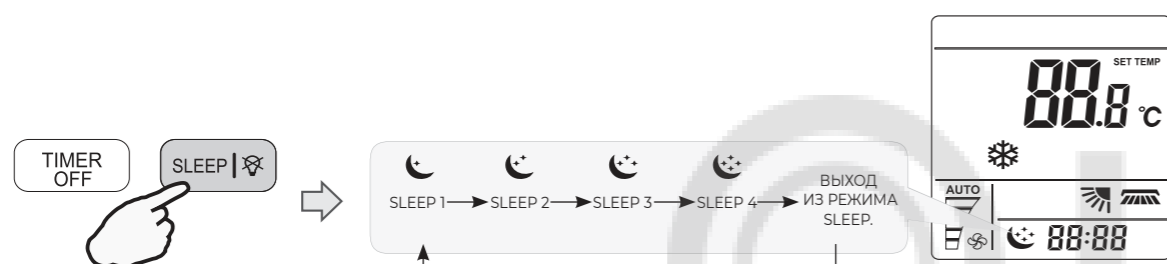 SET TEMP
88.8 °C
TIMER
OFF
SLEEP
SLEEP 1 SLEEP 2 SLEEP 3 SLEEP 4
ВЫХОД
ИЗ РЕЖИМА
SLEEP.
AUTO
88:88